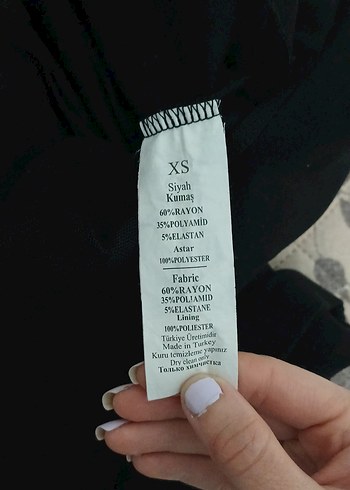 XS
Siyah
Kumaş
60%RAYON
35%POLYAMİD
5%ELASTAN
Astar
100%POLYESTER
Fabric
60%RAYON
35%POLIAMID
5%ELASTANE
Lining
100%POLIESTER
Türkiye Üretimidir
Made in Turkey
Kuru temizleme yapınız
Dry clean only
Только химчистка